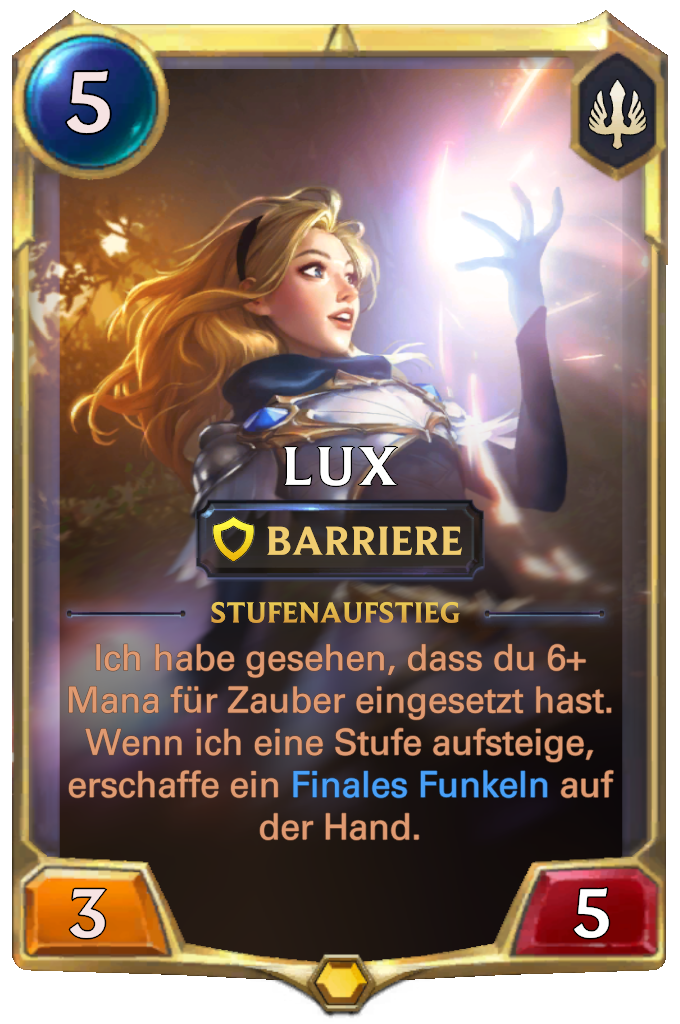 5
LUX
BARRIERE
STUFENAUFSTIEG
Ich habe gesehen, dass du 6+
Mana für Zauber eingesetzt hast.
Wenn ich eine Stufe aufsteige,
erschaffe ein Finales Funkeln auf
der Hand.
3
5